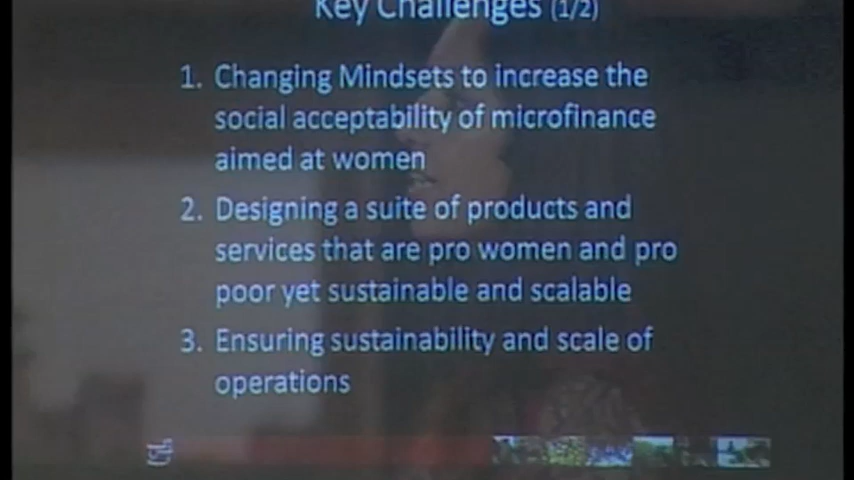 Key Challenges (1/2)
1. Changing Mindsets to increase the
social acceptability of microfinance
aimed at women
2. Designing a suite of products and
services that are pro women and pro
poor yet sustainable and scalable
3. Ensuring sustainability and scale of
operations